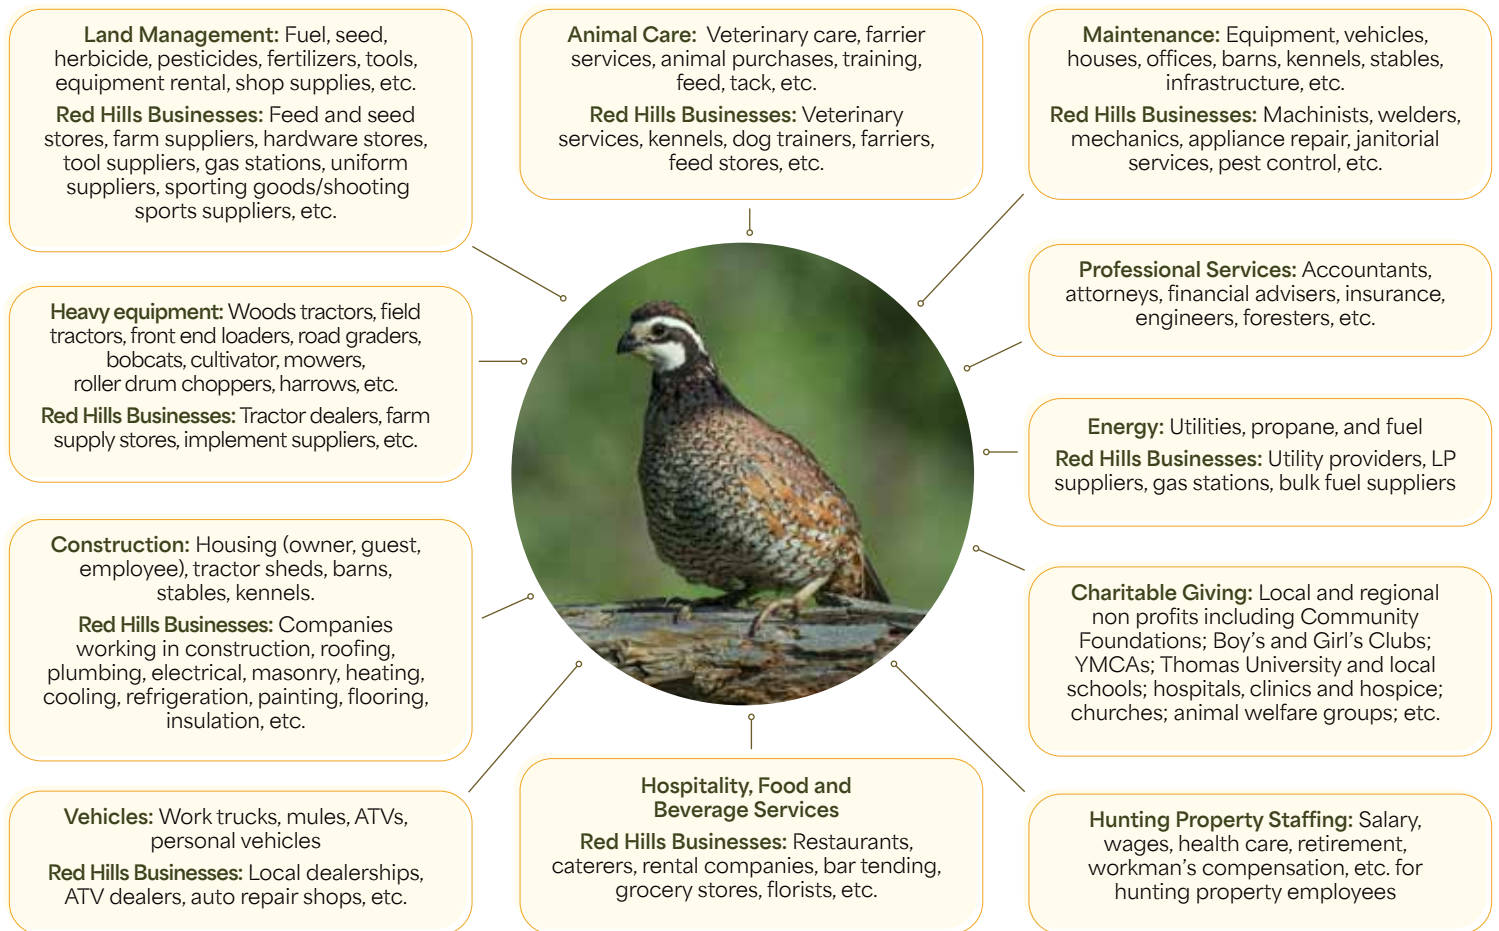 Land Management: Fuel, seed,
herbicide, pesticides, fertilizers, tools,
equipment rental, shop supplies, etc.
Red Hills Businesses: Feed and seed
stores, farm suppliers, hardware stores,
tool suppliers, gas stations, uniform
suppliers, sporting goods/shooting
sports suppliers, etc.
Animal Care: Veterinary care, farrier
services, animal purchases, training,
feed, tack, etc.
Red Hills Businesses: Veterinary
services, kennels, dog trainers, farriers,
feed stores, etc.
Maintenance: Equipment, vehicles,
houses, offices, barns, kennels, stables,
infrastructure, etc.
Red Hills Businesses: Machinists, welders,
mechanics, appliance repair, janitorial
services, pest control, etc.
Heavy equipment: Woods tractors, field
tractors, front end loaders, road graders,
bobcats, cultivator, mowers,
roller drum choppers, harrows, etc.
Red Hills Businesses: Tractor dealers, farm
supply stores, implement suppliers, etc.
Professional Services: Accountants,
attorneys, financial advisers, insurance,
engineers, foresters, etc.
Energy: Utilities, propane, and fuel
Red Hills Businesses: Utility providers, LP
suppliers, gas stations, bulk fuel suppliers
Construction: Housing (owner, guest,
employee), tractor sheds, barns,
stables, kennels.
Red Hills Businesses: Companies
working in construction, roofing,
plumbing, electrical, masonry, heating,
cooling, refrigeration, painting, flooring,
insulation, etc.
Charitable Giving: Local and regional
non profits including Community
Foundations; Boy's and Girl's Clubs;
YMCAs; Thomas University and local
schools; hospitals, clinics and hospice;
churches; animal welfare groups; etc.
Vehicles: Work trucks, mules, ATVs,
personal vehicles
Red Hills Businesses: Local dealerships,
ATV dealers, auto repair shops, etc.
Hospitality, Food and
Beverage Services
Red Hills Businesses: Restaurants,
caterers, rental companies, bar tending,
grocery stores, florists, etc.
Hunting Property Staffing: Salary,
wages, health care, retirement,
workman's compensation, etc. for
hunting property employees